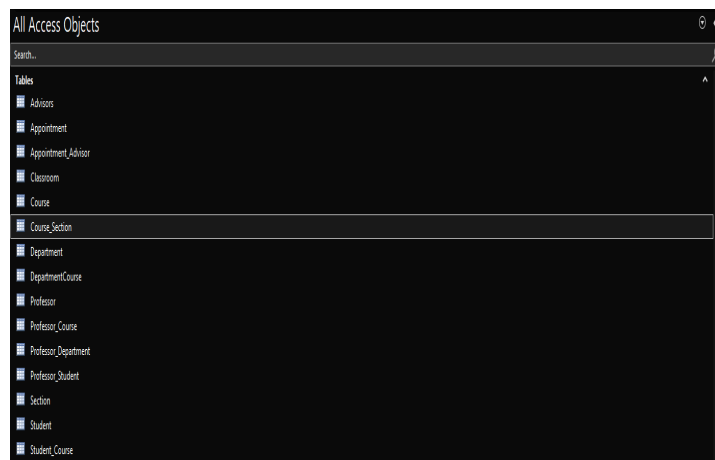 All Access Objects
Search...
Tables
Advisors
Appointment
Appointment_Advisor
Classroom
Course
Course_Section
Department
DepartmentCourse
Professor
Professor_Course
Professor_Department
Professor_Student
Section
Student
Student_Course